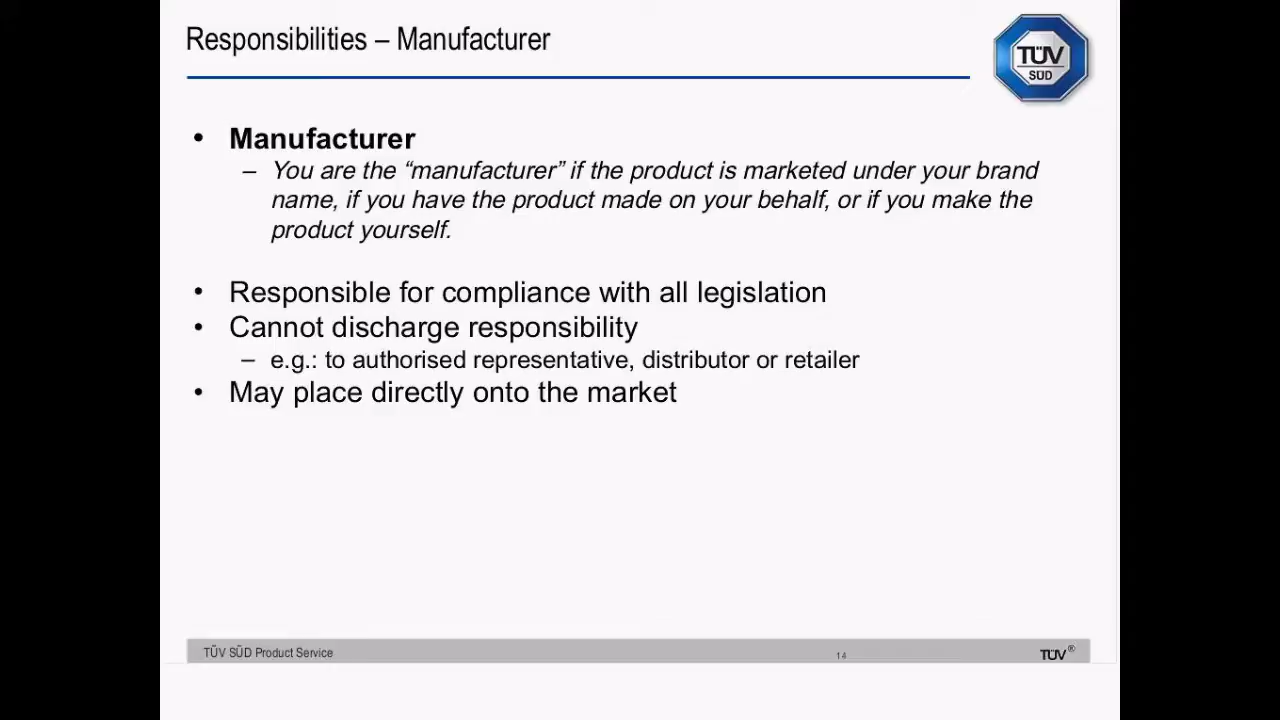 Responsibilities – Manufacturer
TÜV
SÜD
• Manufacturer
– You are the “manufacturer” if the product is marketed under your brand
name, if you have the product made on your behalf, or if you make the
product yourself.
• Responsible for compliance with all legislation
• Cannot discharge responsibility
– e.g.: to authorised representative, distributor or retailer
• May place directly onto the market
TÜV SÜD Product Service
14
TÜV®